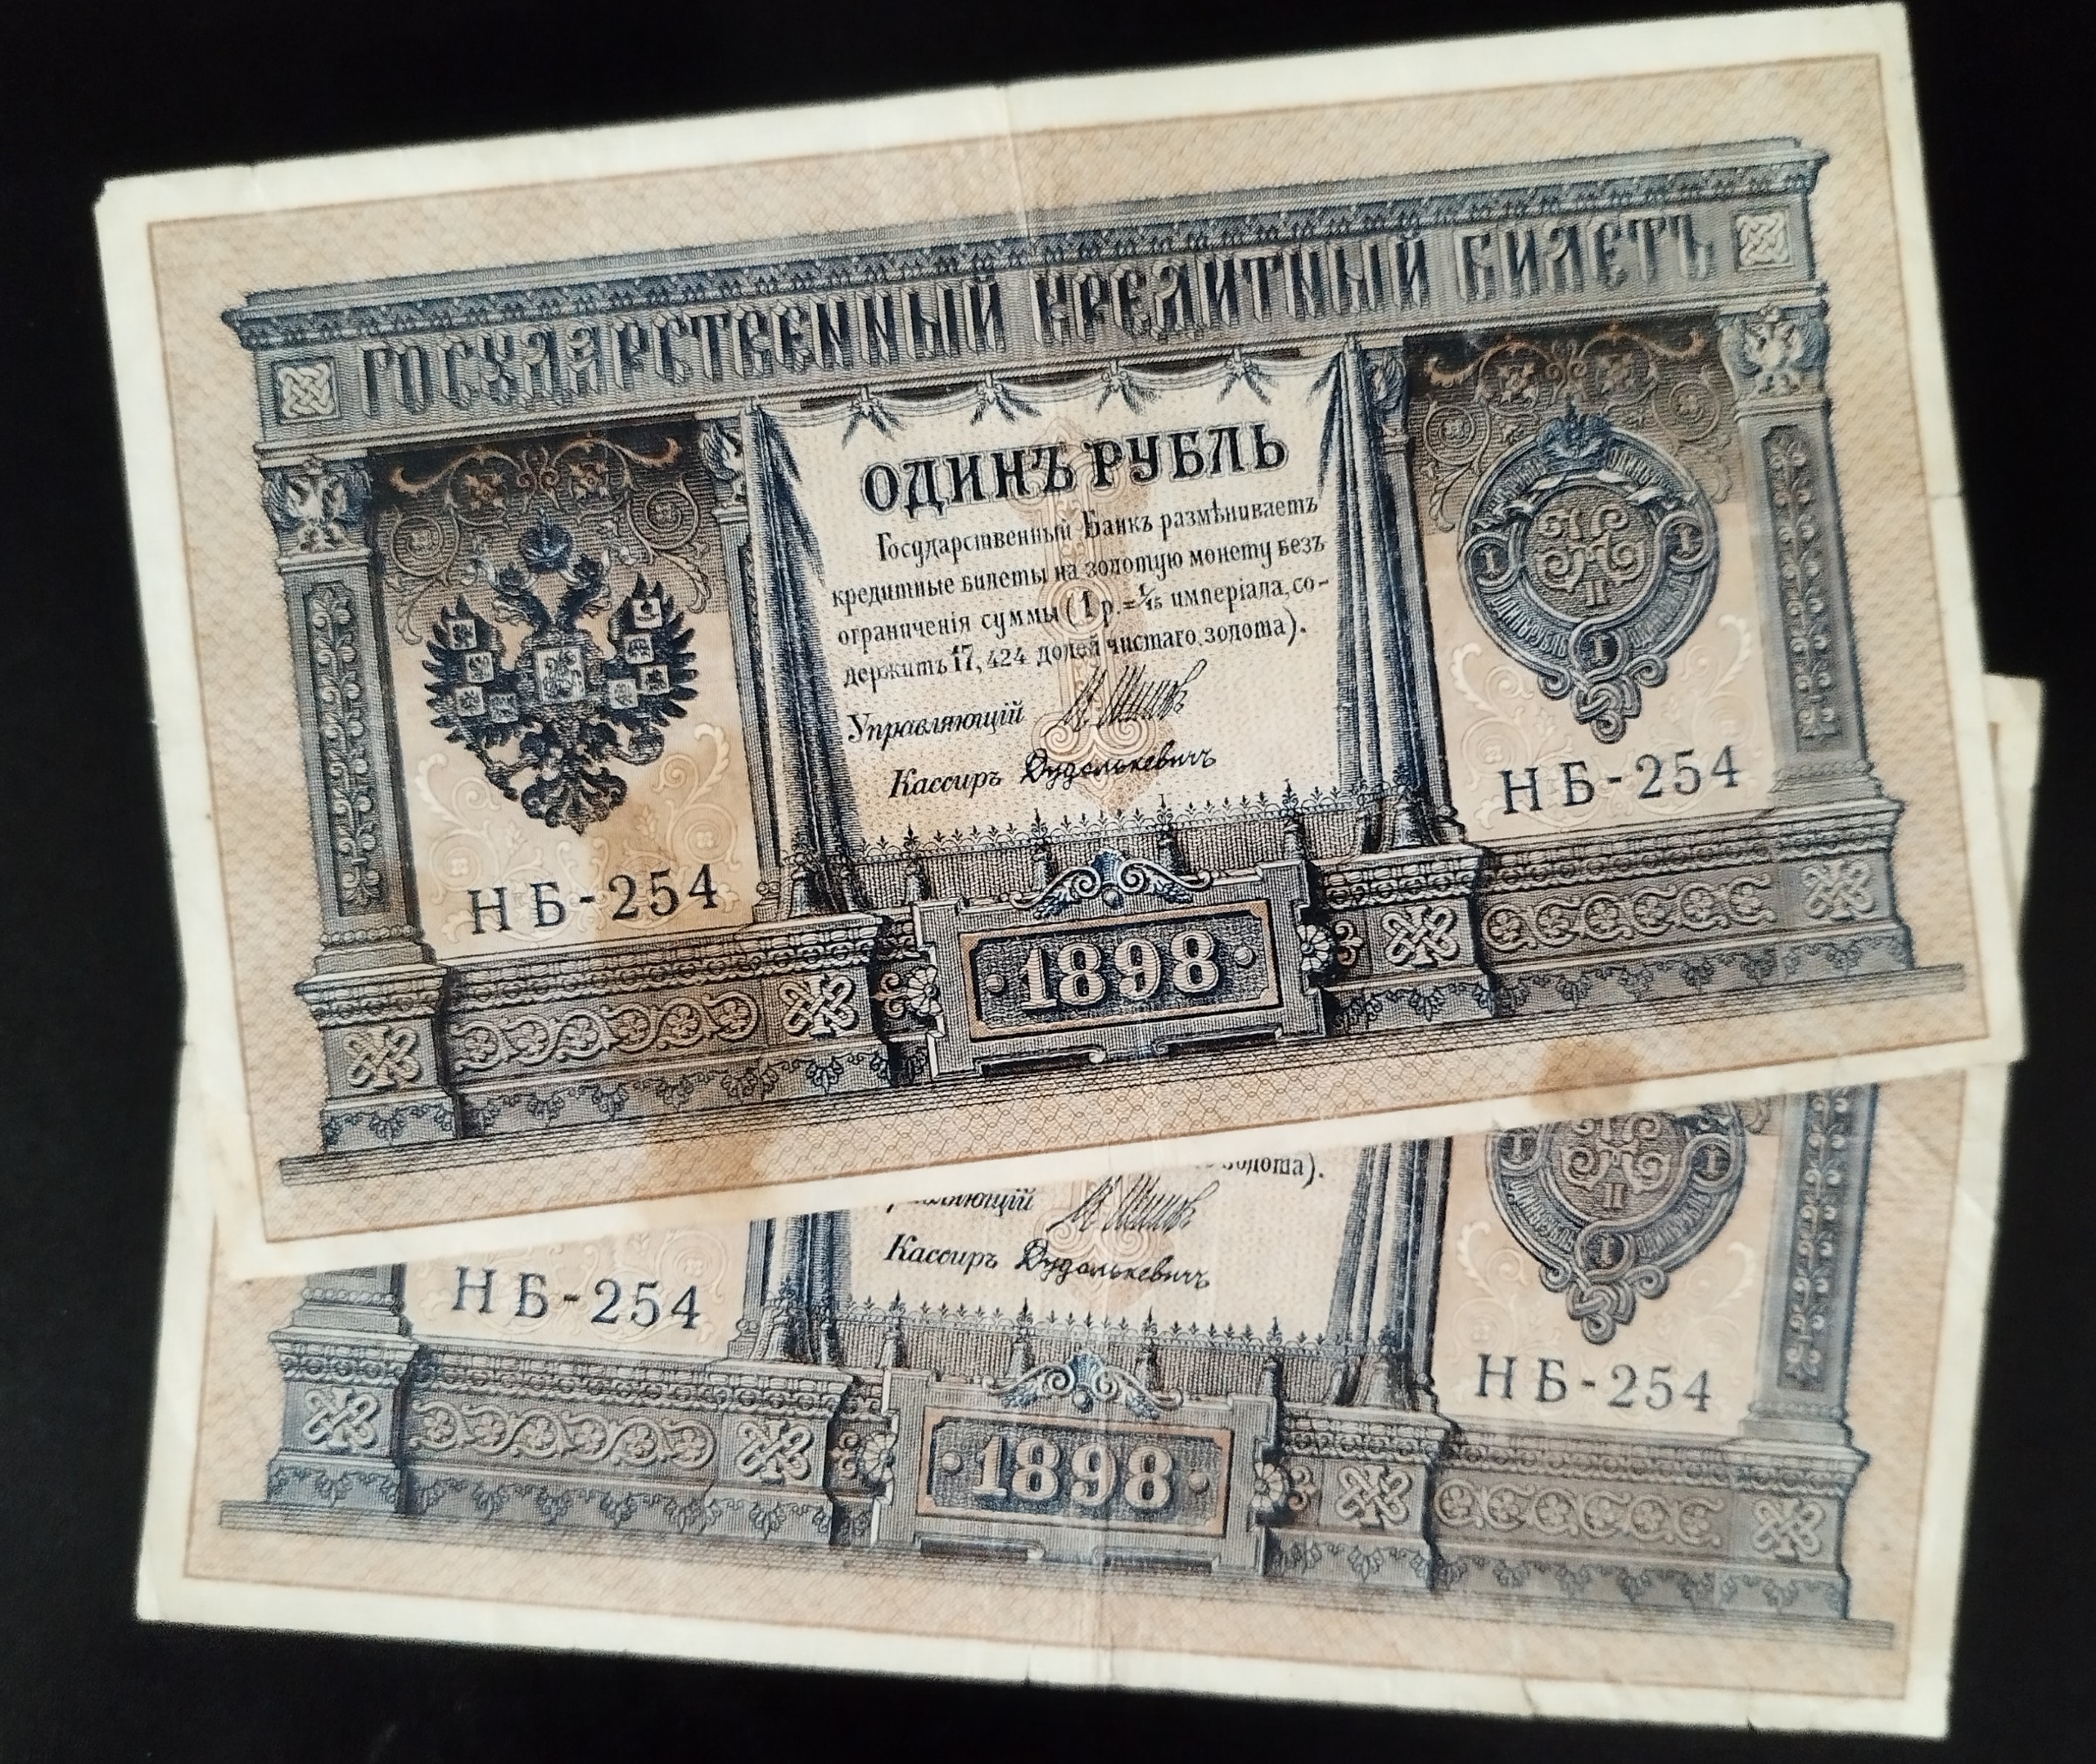 ГОСУДАРСТВЕННЫЙ КРЕДИТНЫЙ БИЛЕТЪ
ОДИНЪ РУБЛЬ
Государственный Банкъ размѣниваетъ
кредитные билеты на золотую монету безъ
ограниченія суммы (1 р.=1/15 имперіала, со-
держитъ 17,424 долей чистаго золота).
Управляющій
Кассиръ
НБ-254
НБ-254
1898
золота).
Кассиръ
НБ-254
НБ-254
1898